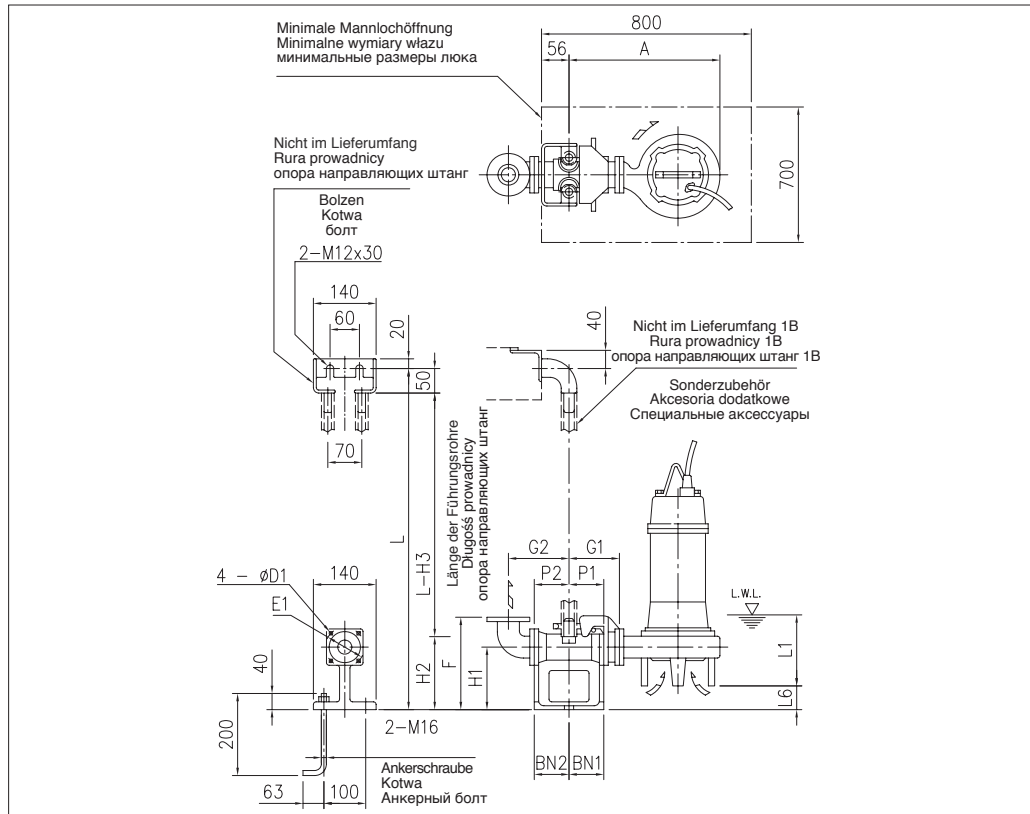 Minimale Mannlochöffnung
Minimalne wymiary włazu
минимальные размеры люка
800
56
A
700
Nicht im Lieferumfang
Rura prowadnicy
опора направляющих штанг
Bolzen
Kotwa
болт
2-M12x30
140
60
20
50
70
40
Nicht im Lieferumfang 1B
Rura prowadnicy 1B
опора направляющих штанг 1B
Sonderzubehör
Akcesoria dodatkowe
Специальные аксессуары
Länge der Führungsrohre
Długość prowadnicy
опора направляющих штанг
L
L-H3
G2
G1
P2
P1
4 - øD1
140
E1
L.W.L.
F
H1
H2
L1
L6
40
200
2-M16
BN2
BN1
63
100
Ankerschraube
Kotwa
Анкерный болт